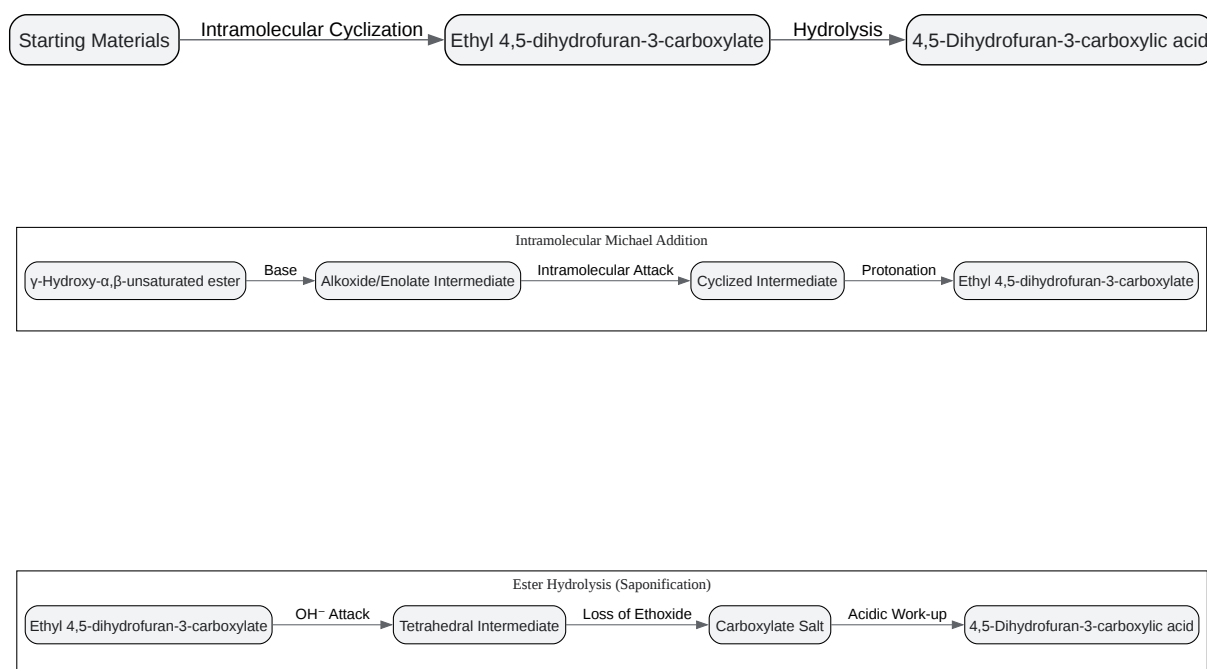 Starting Materials
Intramolecular Cyclization
Ethyl 4,5-dihydrofuran-3-carboxylate
Hydrolysis
4,5-Dihydrofuran-3-carboxylic acid
Intramolecular Michael Addition
γ-Hydroxy-α,β-unsaturated ester
Base
Alkoxide/Enolate Intermediate
Intramolecular Attack
Cyclized Intermediate
Protonation
Ethyl 4,5-dihydrofuran-3-carboxylate
Ester Hydrolysis (Saponification)
Ethyl 4,5-dihydrofuran-3-carboxylate
OH⁻ Attack
Tetrahedral Intermediate
Loss of Ethoxide
Carboxylate Salt
Acidic Work-up
4,5-Dihydrofuran-3-carboxylic acid